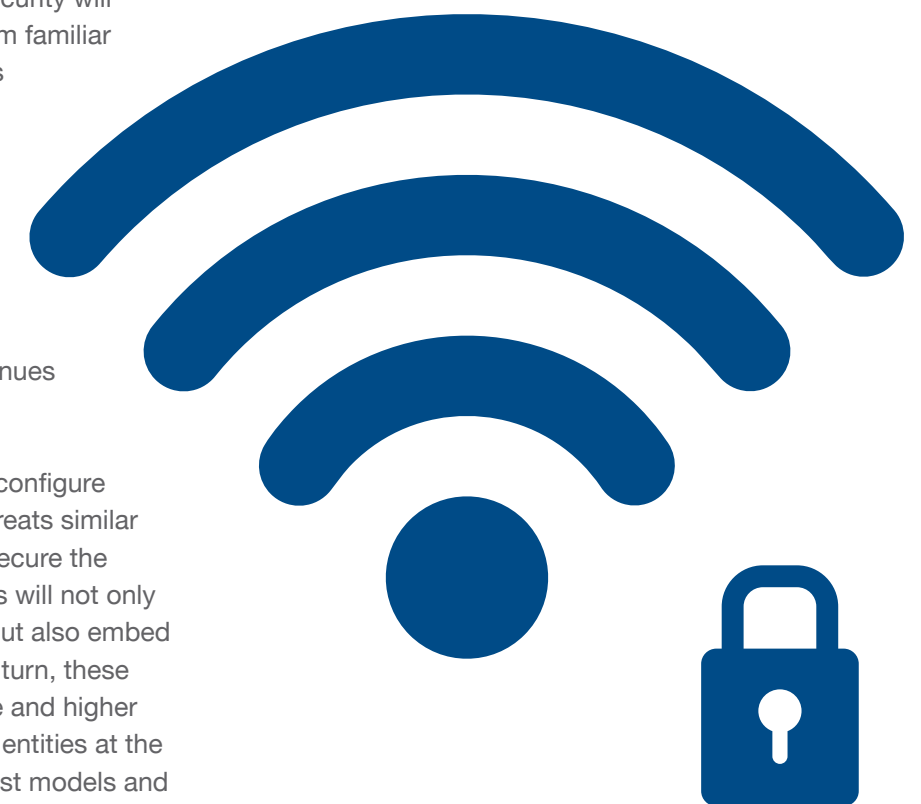 curity will
m familiar
s
nues
configure
reats similar
ecure the
s will not only
ut also embed
turn, these
e and higher
entities at the
st models and